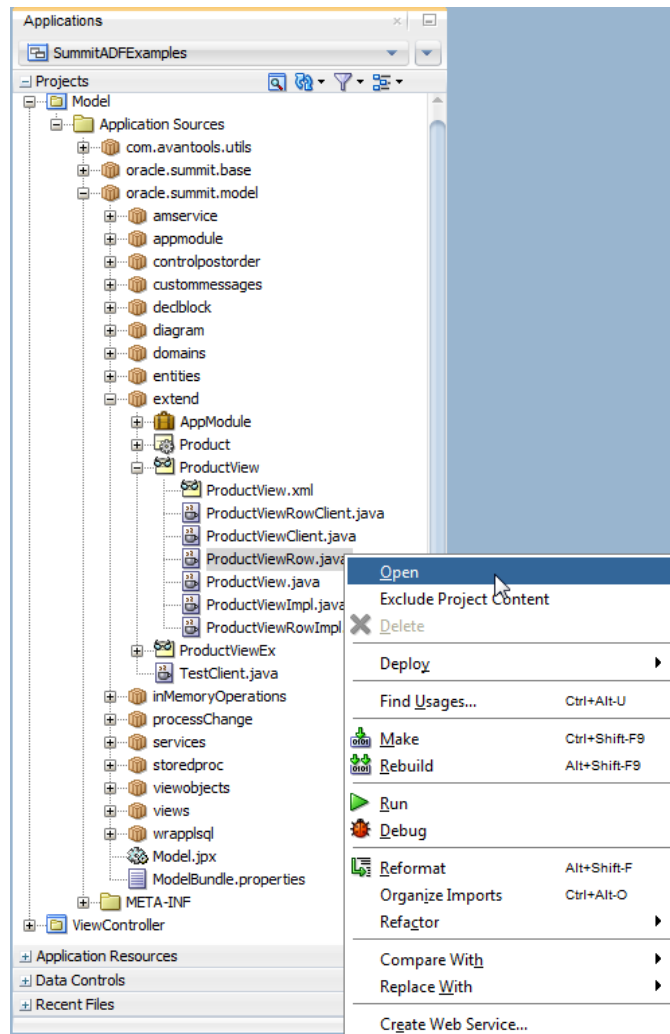 Applications
SummitADFExamples
Projects
Model
Application Sources
com.avantools.utils
oracle.summit.base
oracle.summit.model
amservice
appmodule
controlpostorder
custommessages
declblock
diagram
domains
entities
extend
AppModule
Product
ProductView
ProductView.xml
ProductViewRowClient.java
ProductViewClient.java
ProductViewRow.java
ProductView.java
ProductViewImpl.java
ProductViewRowImpl.
ProductViewEx
TestClient.java
inMemoryOperations
processChange
services
storedproc
viewobjects
views
wrapplsql
Model.jpx
ModelBundle.properties
META-INF
ViewController
Application Resources
Data Controls
Recent Files
Open
Exclude Project Content
Delete
Deploy
Find Usages... Ctrl+Alt-U
Make Ctrl+Shift-F9
Rebuild Alt+Shift-F9
Run
Debug
Reformat Alt+Shift-F
Organize Imports Ctrl+Alt-O
Refactor
Compare With
Replace With
Create Web Service...